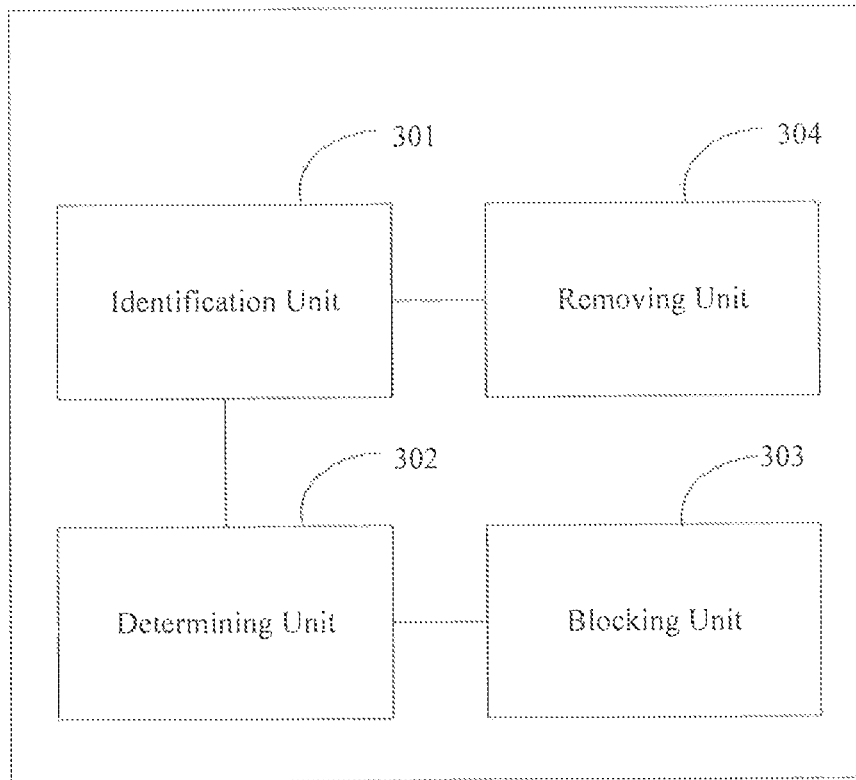 301
304
Identification Unit
Removing Unit
302
303
Determining Unit
Blocking Unit